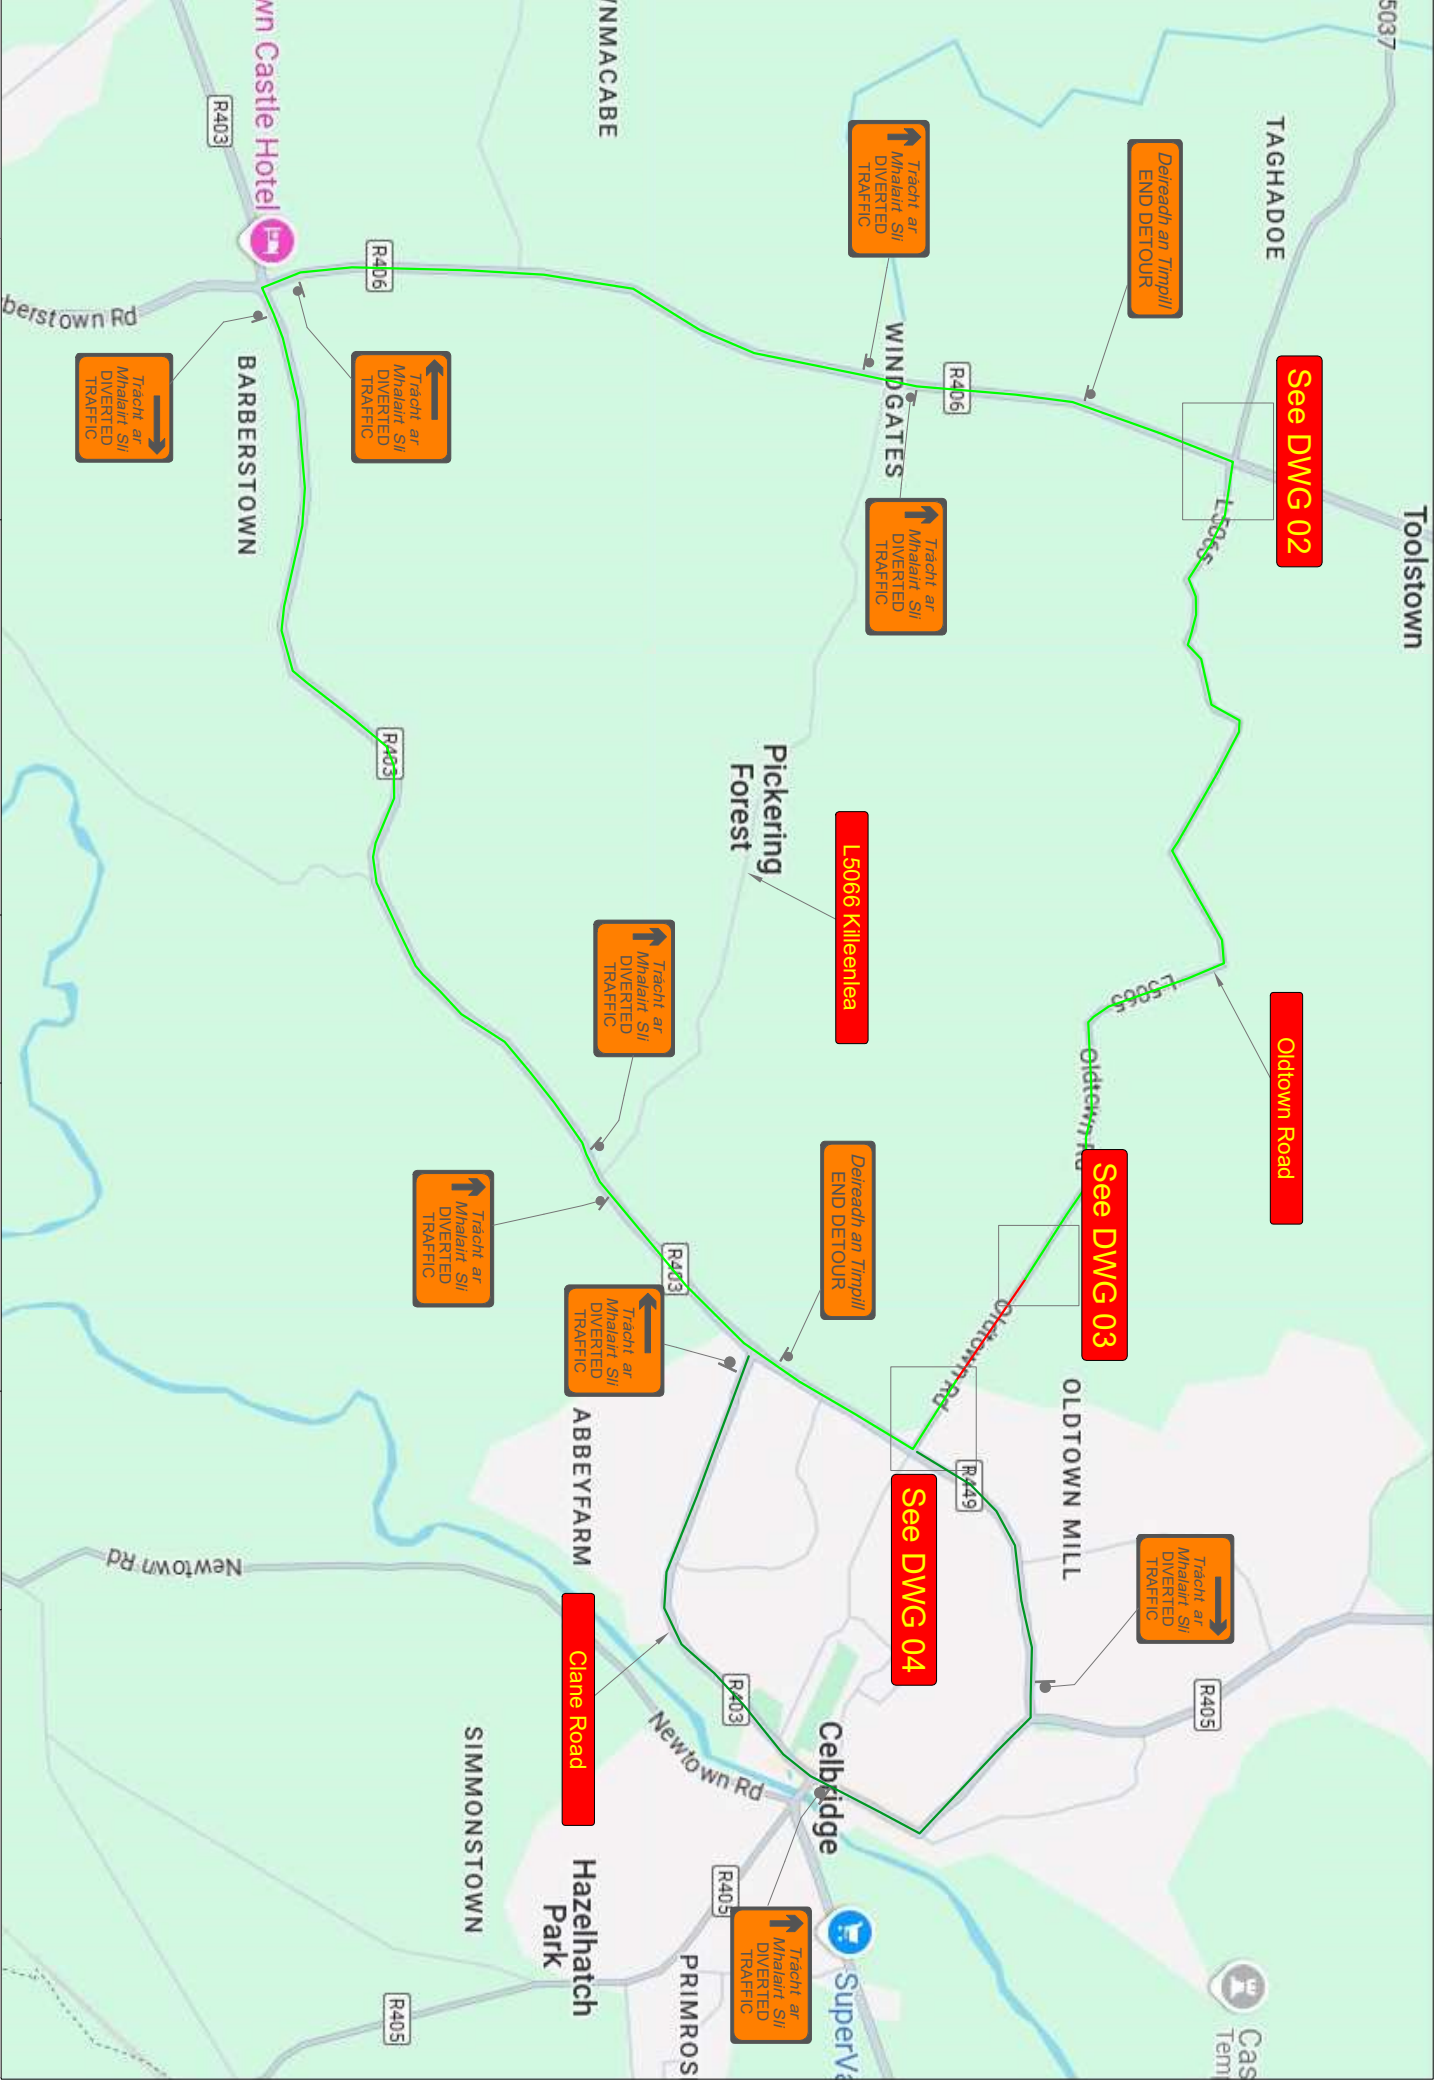 5037
TAGHADOE
Toolstown
See DWG 02
Deireadh an Timpill
END DETOUR
Trácht ar
Mhalairt Slí
DIVERTED
TRAFFIC
WINDGATES
R406
Trácht ar
Mhalairt Slí
DIVERTED
TRAFFIC
L5065
NMACABE
wn Castle Hotel
R403
R406
berstown Rd
Trácht ar
Mhalairt Slí
DIVERTED
TRAFFIC
Trácht ar
Mhalairt Slí
DIVERTED
TRAFFIC
BARBERSTOWN
R403
Pickering
Forest
L5066 Killeenlea
Oldtown Road
L5065
Oldtown Rd
See DWG 03
Oldtown Rd
OLDTOWN MILL
Trácht ar
Mhalairt Slí
DIVERTED
TRAFFIC
Trácht ar
Mhalairt Slí
DIVERTED
TRAFFIC
Deireadh an Timpill
END DETOUR
R403
Trácht ar
Mhalairt Slí
DIVERTED
TRAFFIC
ABBEYFARM
R449
See DWG 04
Trácht ar
Mhalairt Slí
DIVERTED
TRAFFIC
R405
Newtown Rd
Clane Road
R403
Newtown Rd
Celbridge
SIMMONSTOWN
Hazelhatch
Park
R405
Trácht ar
Mhalairt Slí
DIVERTED
TRAFFIC
SuperVa
PRIMROS
R405
Cas
Tem